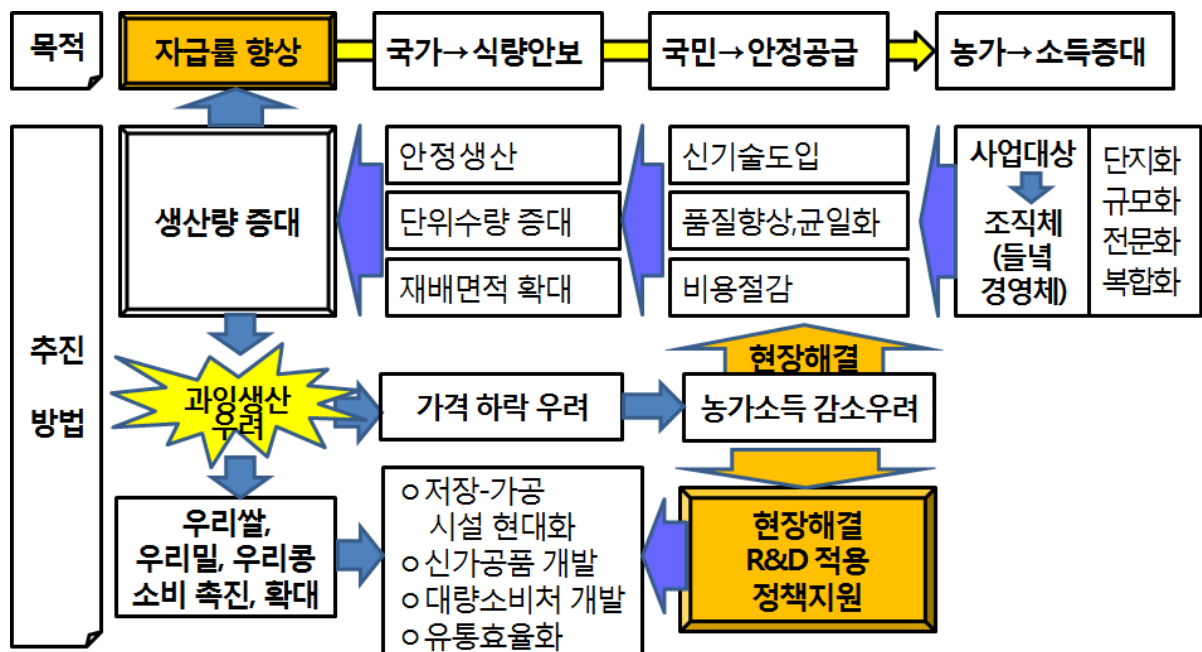 목적
자급률 향상
국가→식량안보
국민→안정공급
농가→소득증대
추진
방법
생산량 증대
안정생산
단위수량 증대
재배면적 확대
신기술도입
품질향상,균일화
비용절감
사업대상
조직체
(들녘
경영체)
단지화
규모화
전문화
복합화
과잉생산
우려
가격 하락 우려
현장해결
농가소득 감소우려
우리쌀,
우리밀, 우리콩
소비 촉진, 확대
ㅇ저장-가공
시설 현대화
ㅇ신가공품 개발
ㅇ대량소비처 개발
ㅇ유통효율화
현장해결
R&D 적용
정책지원